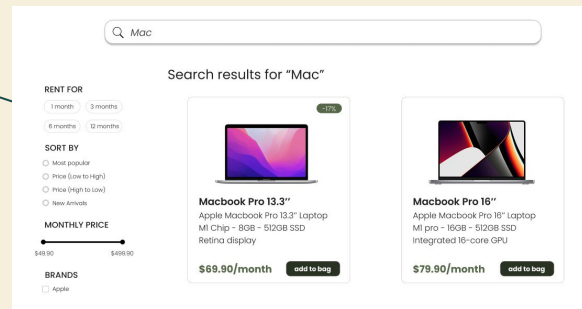 Mac
Search results for “Mac”
RENT FOR
1 month
3 months
6 months
12 months
SORT BY
Most popular
Price (Low to High)
Price (High to Low)
New Arrivals
MONTHLY PRICE
$49.90
$499.90
BRANDS
Apple
-17%
Macbook Pro 13.3’’
Apple Macbook Pro 13.3" Laptop
M1 Chip - 8GB - 512GB SSD
Retina display
$69.90/month
add to bag
Macbook Pro 16’’
Apple Macbook Pro 16" Laptop
M1 pro - 16GB - 512GB SSD
Integrated 16-core GPU
$79.90/month
add to bag